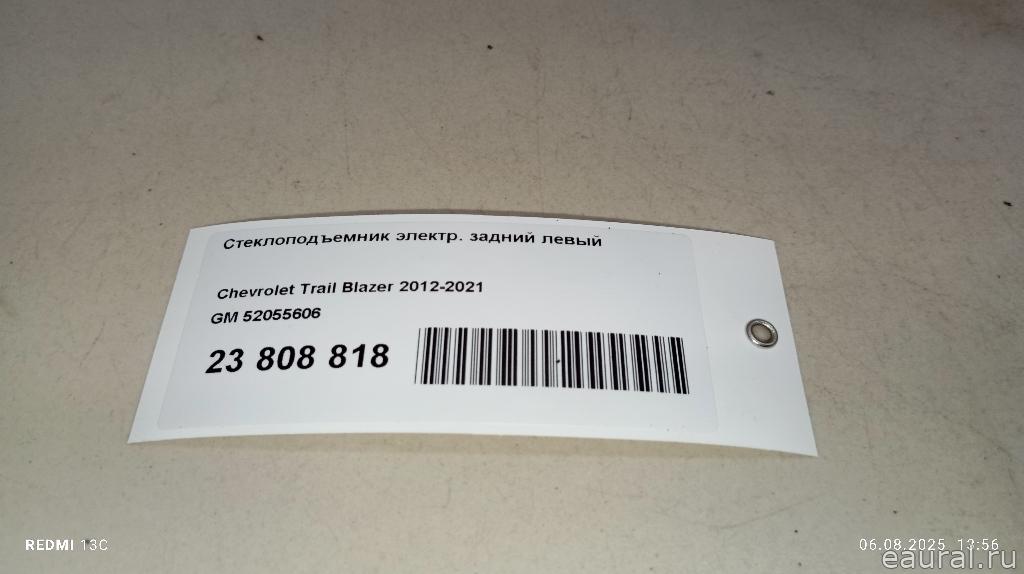 Стеклоподъемник электр. задний левый
Chevrolet Trail Blazer 2012-2021
GM 52055606
23 808 818
REDMI 13C
06.08.2025 13:56
eaural.ru